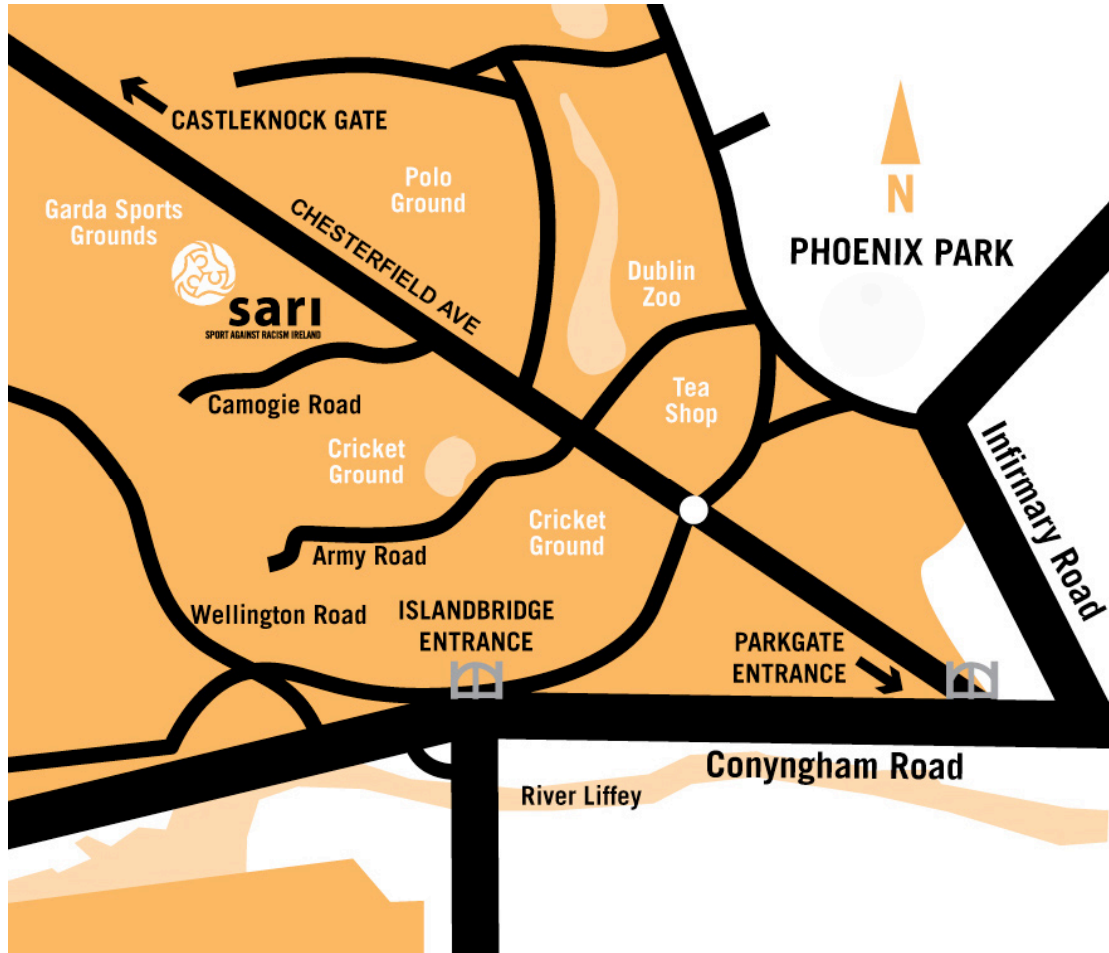 CASTLEKNOCK GATE
Polo
Ground
Garda Sports
Grounds
CHESTERFIELD AVE
N
PHOENIX PARK
Dublin
Zoo
sari
SPORT AGAINST RACISM IRELAND
Camogie Road
Tea
Shop
Cricket
Ground
Infirmary Road
Cricket
Ground
Army Road
Wellington Road
ISLANDBRIDGE
ENTRANCE
PARKGATE
ENTRANCE
Conyngham Road
River Liffey